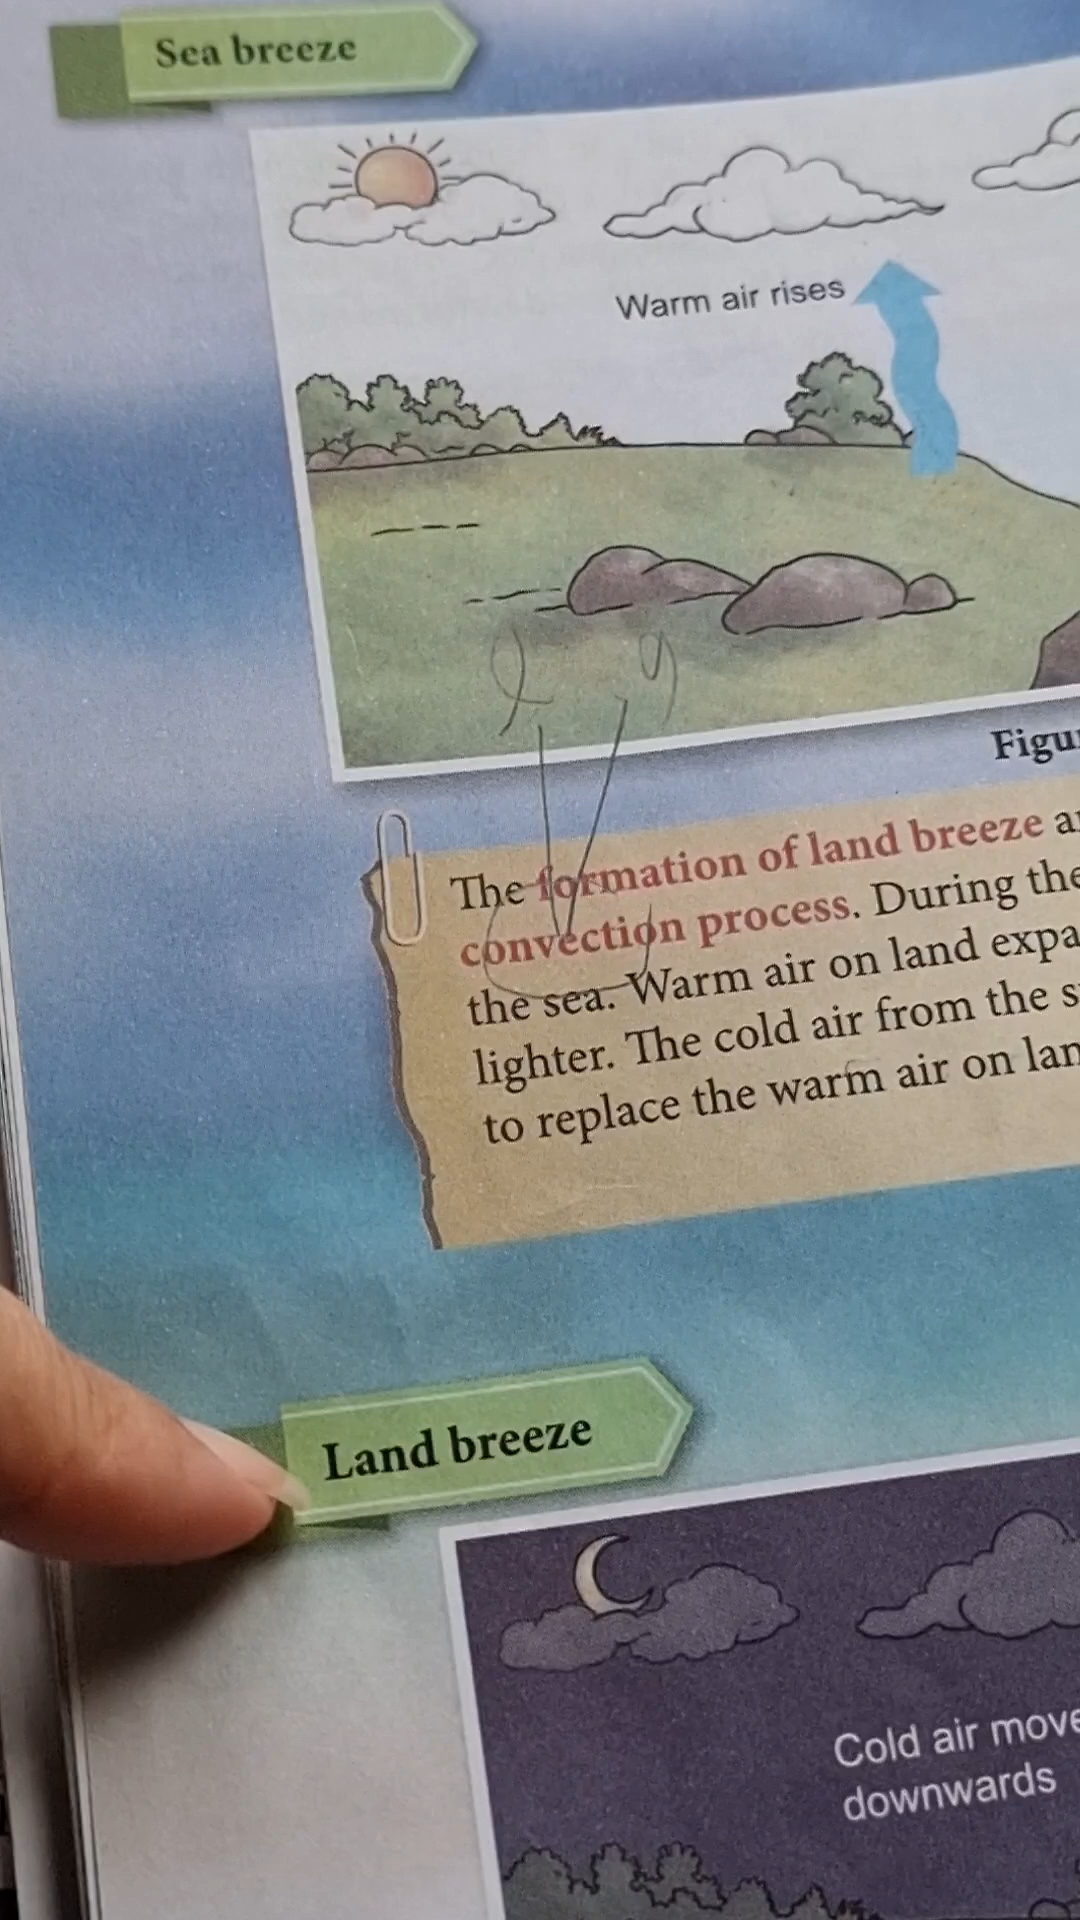 Sea breeze
Warm air rises
Figu
The formation of land breeze
convection process. During the
the sea. Warm air on land expa
lighter. The cold air from the s
to replace the warm air on lan
Land breeze
Cold air move
downwards